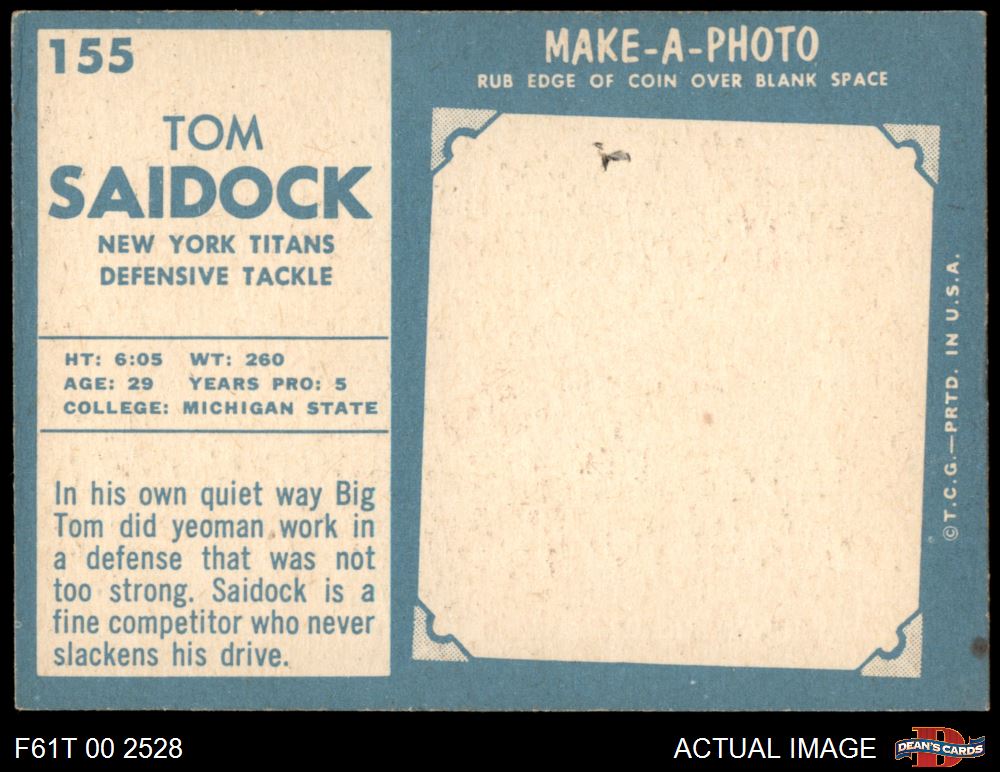 155
TOM
SAIDOCK
NEW YORK TITANS
DEFENSIVE TACKLE
HT: 6:05 WT: 260
AGE: 29 YEARS PRO: 5
COLLEGE: MICHIGAN STATE
In his own quiet way Big
Tom did yeoman work in
a defense that was not
too strong. Saidock is a
fine competitor who never
slackens his drive.
MAKE-A-PHOTO
RUB EDGE OF COIN OVER BLANK SPACE
©T.C.G.—PRTD. IN U.S.A.
F61T 00 2528
ACTUAL IMAGE
DEAN'S CARDS